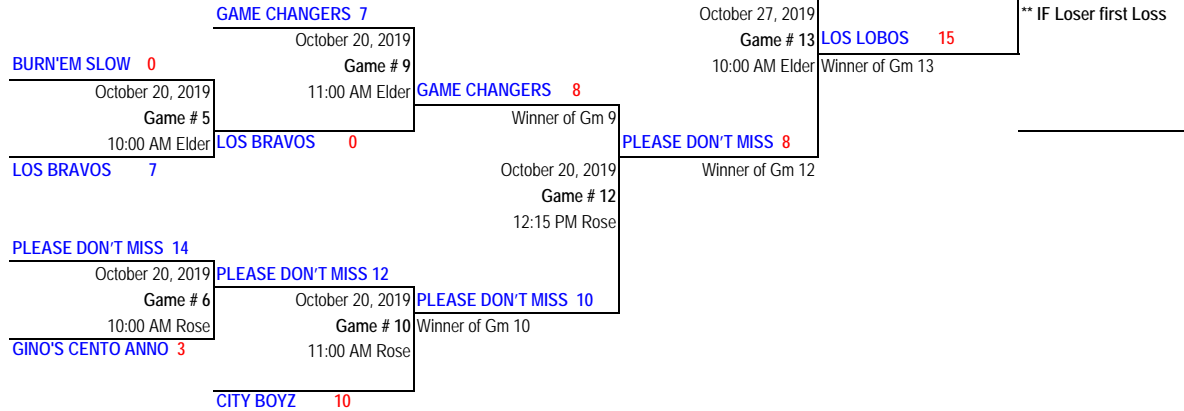 GAME CHANGERS 7
October 27, 2019
** IF Loser first Loss
October 20, 2019
Game # 13
LOS LOBOS 15
BURN'EM SLOW 0
Game # 9
10:00 AM Elder
Winner of Gm 13
October 20, 2019
11:00 AM Elder
GAME CHANGERS 8
Game # 5
Winner of Gm 9
10:00 AM Elder
LOS BRAVOS 0
PLEASE DON'T MISS 8
LOS BRAVOS 7
October 20, 2019
Winner of Gm 12
Game # 12
12:15 PM Rose
PLEASE DON'T MISS 14
October 20, 2019
PLEASE DON'T MISS 12
Game # 6
October 20, 2019
PLEASE DON'T MISS 10
10:00 AM Rose
Game # 10
Winner of Gm 10
GINO'S CENTO ANNO 3
11:00 AM Rose
CITY BOYZ 10